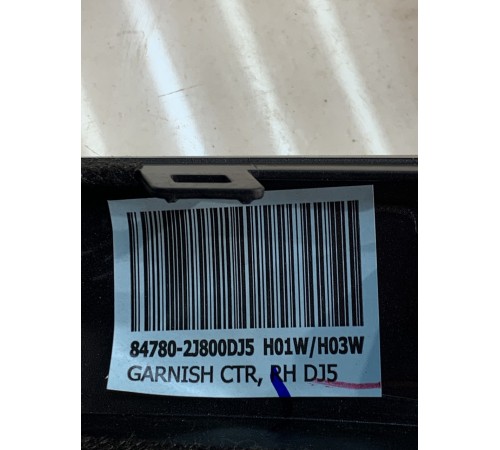 84780-2J800DJ5 H01W/H03W
GARNISH CTR, RH DJ5